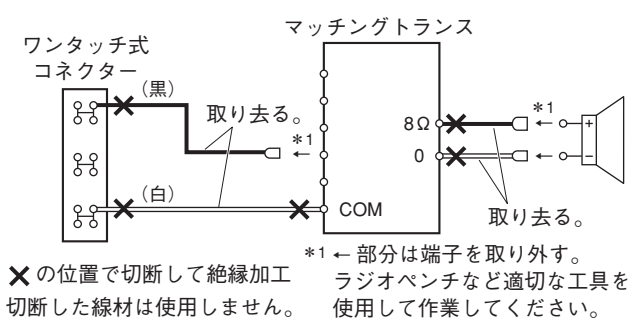 マッチングトランス
ワンタッチ式
コネクター
（黒）
取り去る。
*1
←
8Ω
*1
←
+
0
←
−
（白）
COM
取り去る。
*1 ← 部分は端子を取り外す。
ラジオペンチなど適切な工具を
使用して作業してください。
✕ の位置で切断して絶縁加工
切断した線材は使用しません。